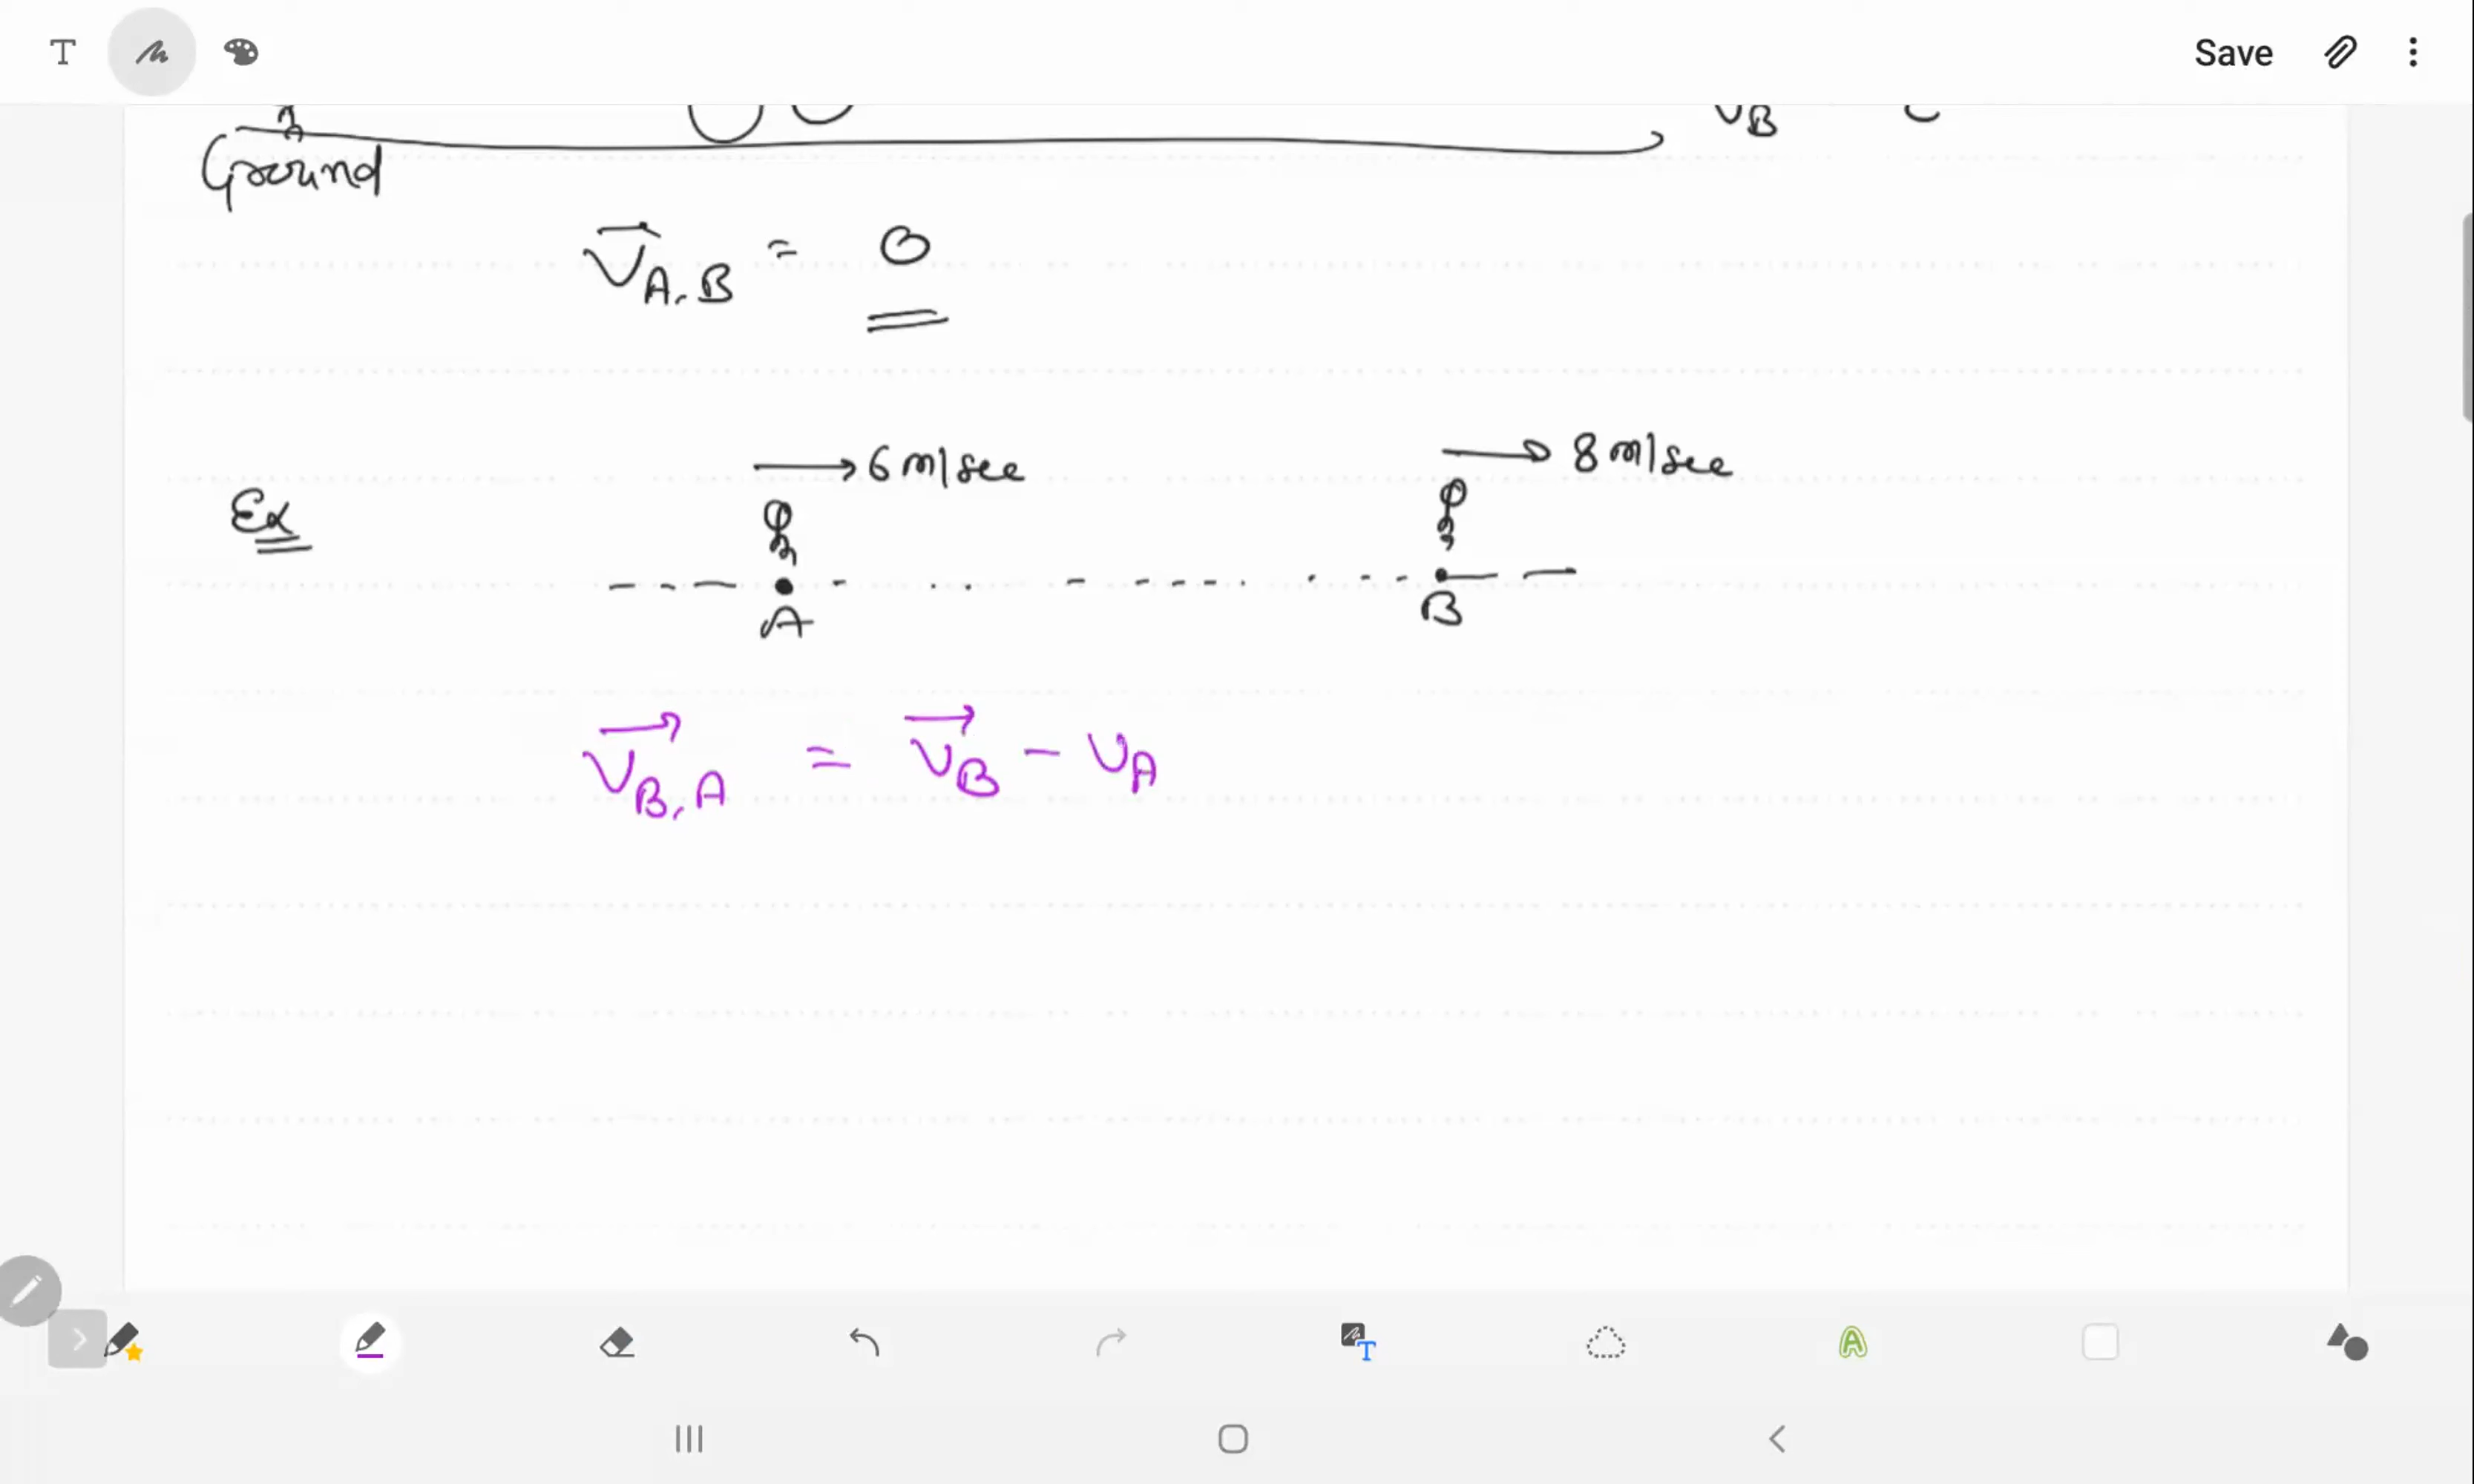 T Save
V_B
Ground
V⃗_A,B = 0
→ 6 m/sec → 8 m/sec
Ex
A B
V⃗_B,A = V⃗_B - V_A